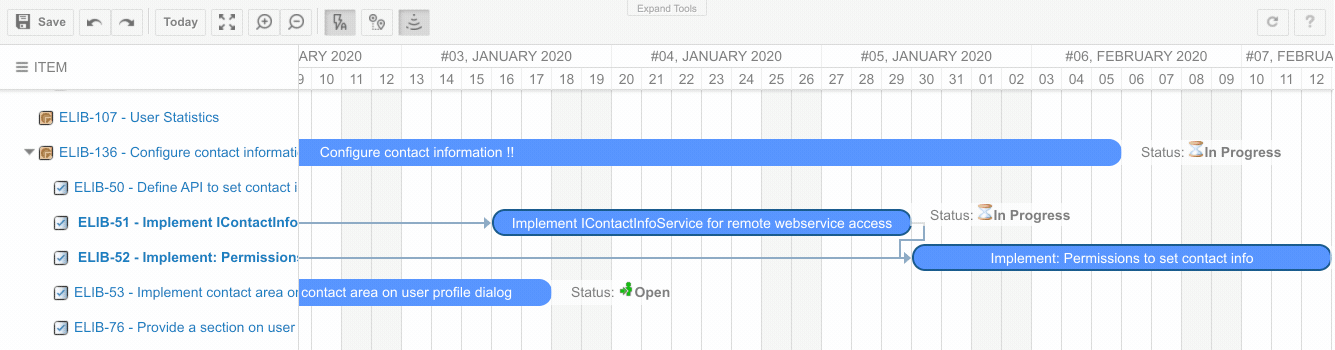 Expand Tools
Save Today ?
ITEM
ARY 2020 #03, JANUARY 2020 #04, JANUARY 2020 #05, JANUARY 2020 #06, FEBRUARY 2020 #07, FEBRUA
9 10 11 12 13 14 15 16 17 18 19 20 21 22 23 24 25 26 27 28 29 30 31 01 02 03 04 05 06 07 08 09 10 11 12
ELIB-107 - User Statistics
ELIB-136 - Configure contact informati Configure contact information !! Status: In Progress
ELIB-50 - Define API to set contact i
ELIB-51 - Implement IContactInfo Implement IContactInfoService for remote webservice access Status: In Progress
ELIB-52 - Implement: Permissions Implement: Permissions to set contact info
ELIB-53 - Implement contact area or contact area on user profile dialog Status: Open
ELIB-76 - Provide a section on user